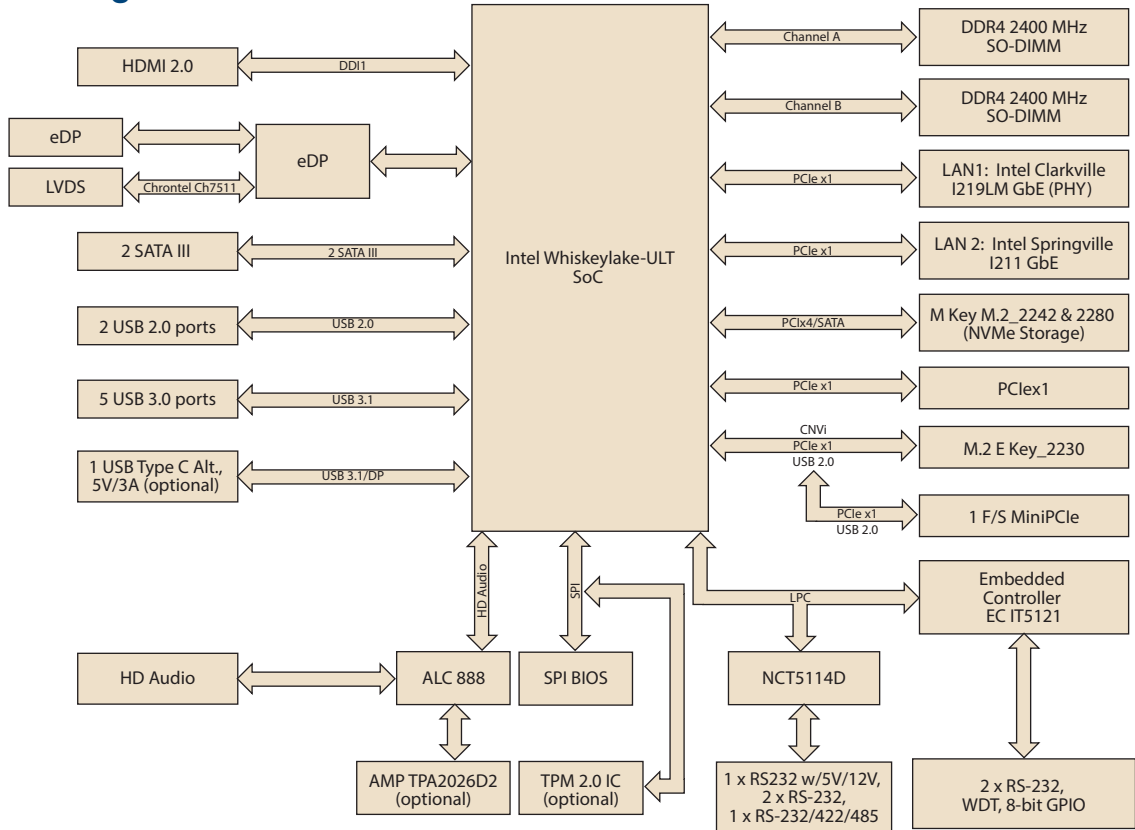 HDMI 2.0
DDI1
eDP
LVDS
Chrontel Ch7511
eDP
2 SATA III
2 SATA III
2 USB 2.0 ports
USB 2.0
5 USB 3.0 ports
USB 3.1
1 USB Type C Alt.,
5V/3A (optional)
USB 3.1/DP
Intel Whiskeylake-ULT
SoC
Channel A
DDR4 2400 MHz
SO-DIMM
Channel B
DDR4 2400 MHz
SO-DIMM
PCIe x1
LAN1: Intel Clarkville
I219LM GbE (PHY)
PCIe x1
LAN 2: Intel Springville
I211 GbE
PCIx4/SATA
M Key M.2_2242 & 2280
(NVMe Storage)
PCIe x1
PCIex1
CNVi
PCIe x1
USB 2.0
M.2 E Key_2230
PCIe x1
USB 2.0
1 F/S MiniPCIe
HD Audio
SPI
LPC
Embedded
Controller
EC IT5121
HD Audio
ALC 888
SPI BIOS
NCT5114D
AMP TPA2026D2
(optional)
TPM 2.0 IC
(optional)
1 x RS232 w/5V/12V,
2 x RS-232,
1 x RS-232/422/485
2 x RS-232,
WDT, 8-bit GPIO